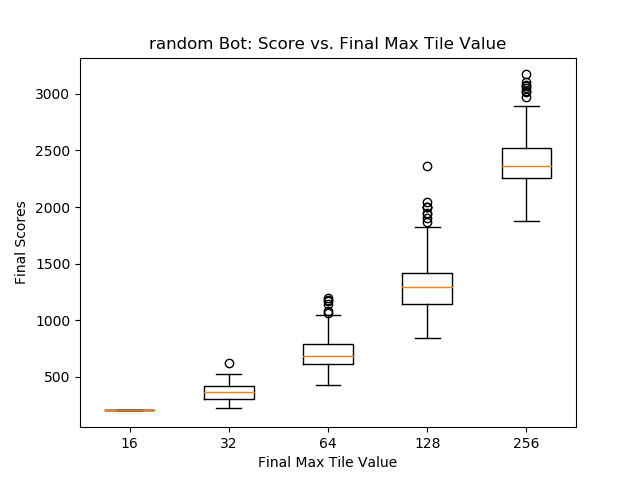 random Bot: Score vs. Final Max Tile Value
3000
2500
2000
1500
1000
500
Final Scores
16 32 64 128 256
Final Max Tile Value